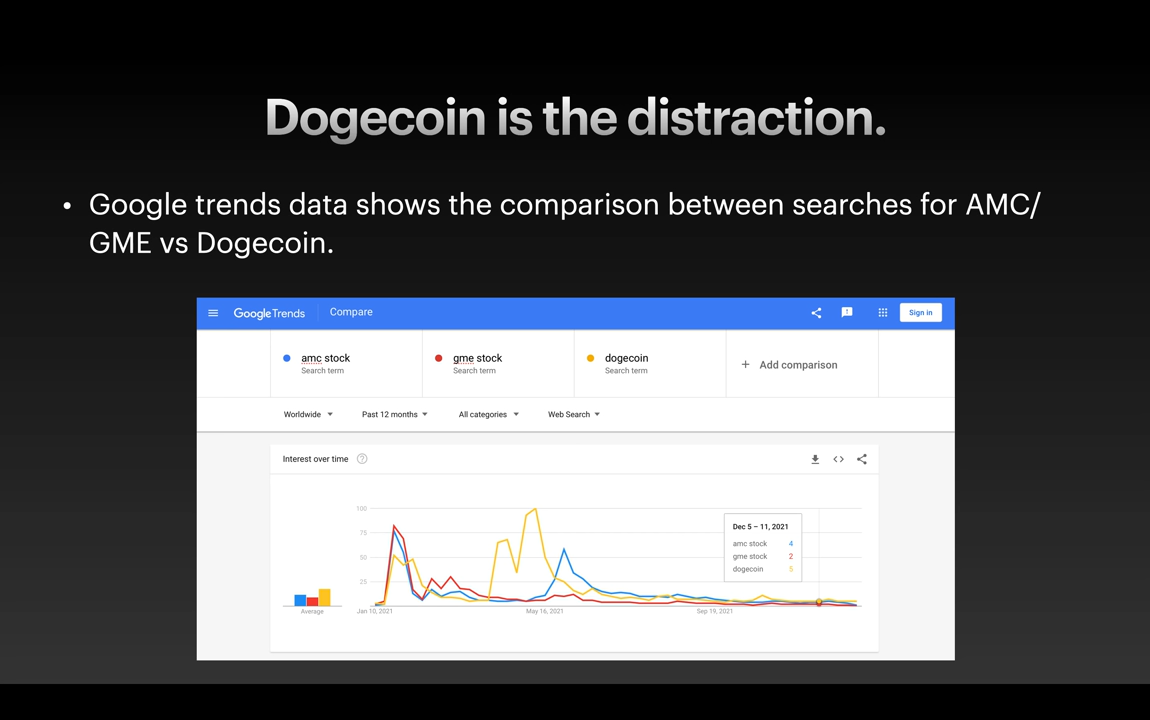 Dogecoin is the distraction.
• Google trends data shows the comparison between searches for AMC/
GME vs Dogecoin.
Google Trends Compare Sign in
amc stock
Search term
gme stock
Search term
dogecoin
Search term
+ Add comparison
Worldwide Past 12 months All categories Web Search
Interest over time ?
100
75
50
25
Average
Jan 10, 2021 May 16, 2021 Sep 19, 2021
Dec 5 – 11, 2021
amc stock 4
gme stock 2
dogecoin 5